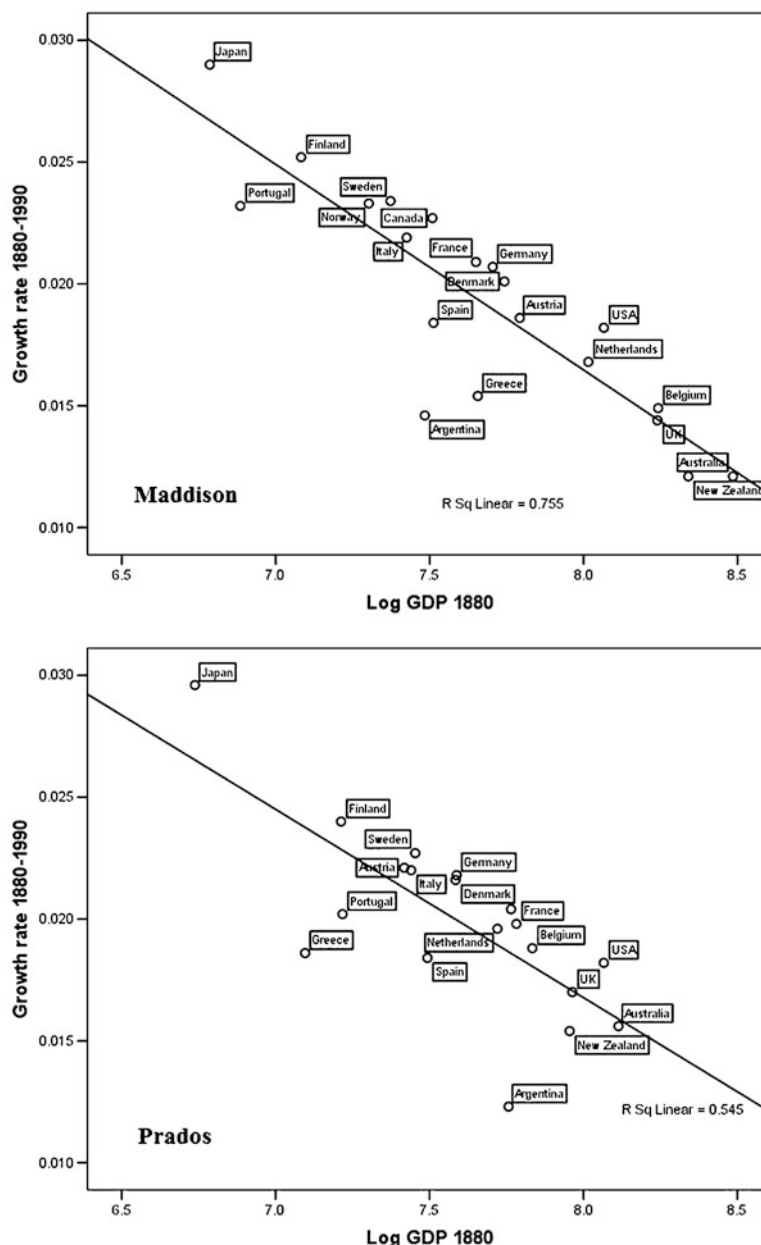 0.030
Japan
Finland
0.025
Portugal
Sweden
Norway
Canada
Italy
France
Germany
Growth rate 1880-1990
0.020
Denmark
Spain
Austria
USA
Netherlands
Greece
0.015
Belgium
Argentina
UK
Australia
Maddison
New Zealand
R Sq Linear = 0.755
0.010
6.5 7.0 7.5 8.0 8.5
Log GDP 1880
0.030
Japan
0.025
Finland
Sweden
Germany
Austria
Italy
Denmark
Portugal
France
Growth rate 1880-1990
0.020
Greece
Netherlands
Belgium
USA
Spain
UK
Australia
0.015
New Zealand
Argentina
R Sq Linear = 0.545
Prados
0.010
6.5 7.0 7.5 8.0 8.5
Log GDP 1880